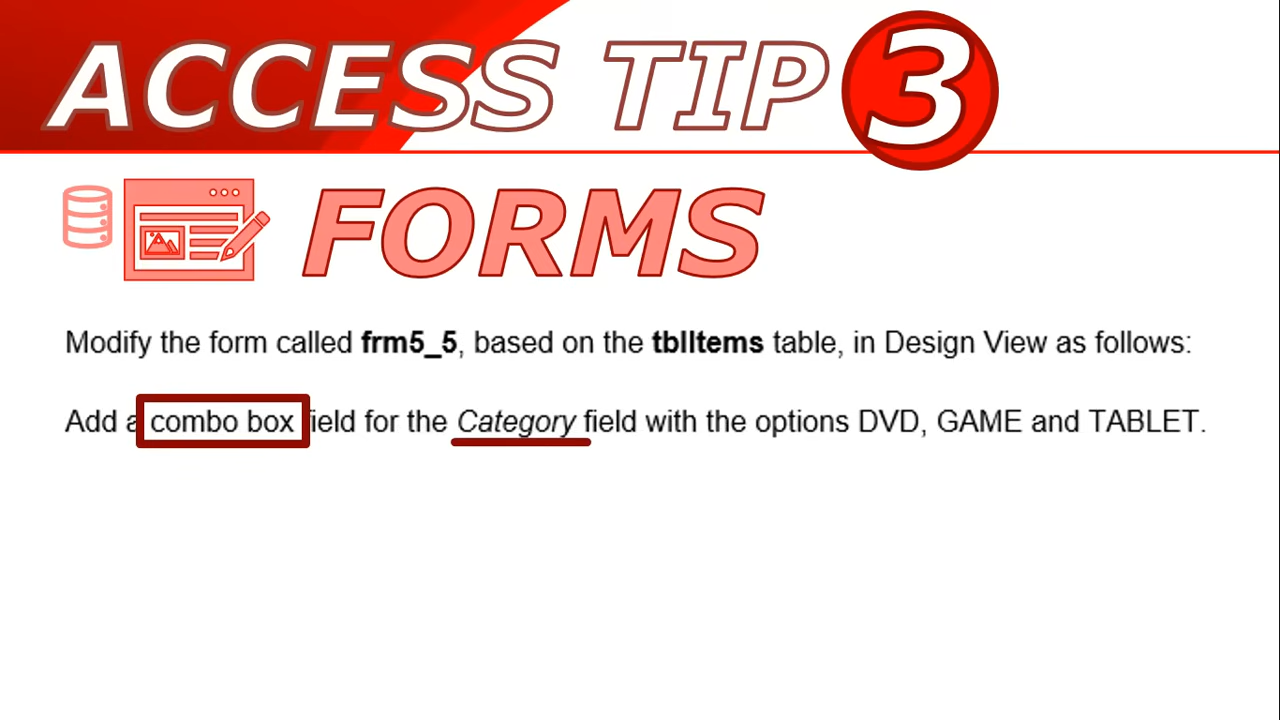 ACCESS TIP 3
FORMS
Modify the form called frm5_5, based on the tblItems table, in Design View as follows:
Add a combo box field for the Category field with the options DVD, GAME and TABLET.